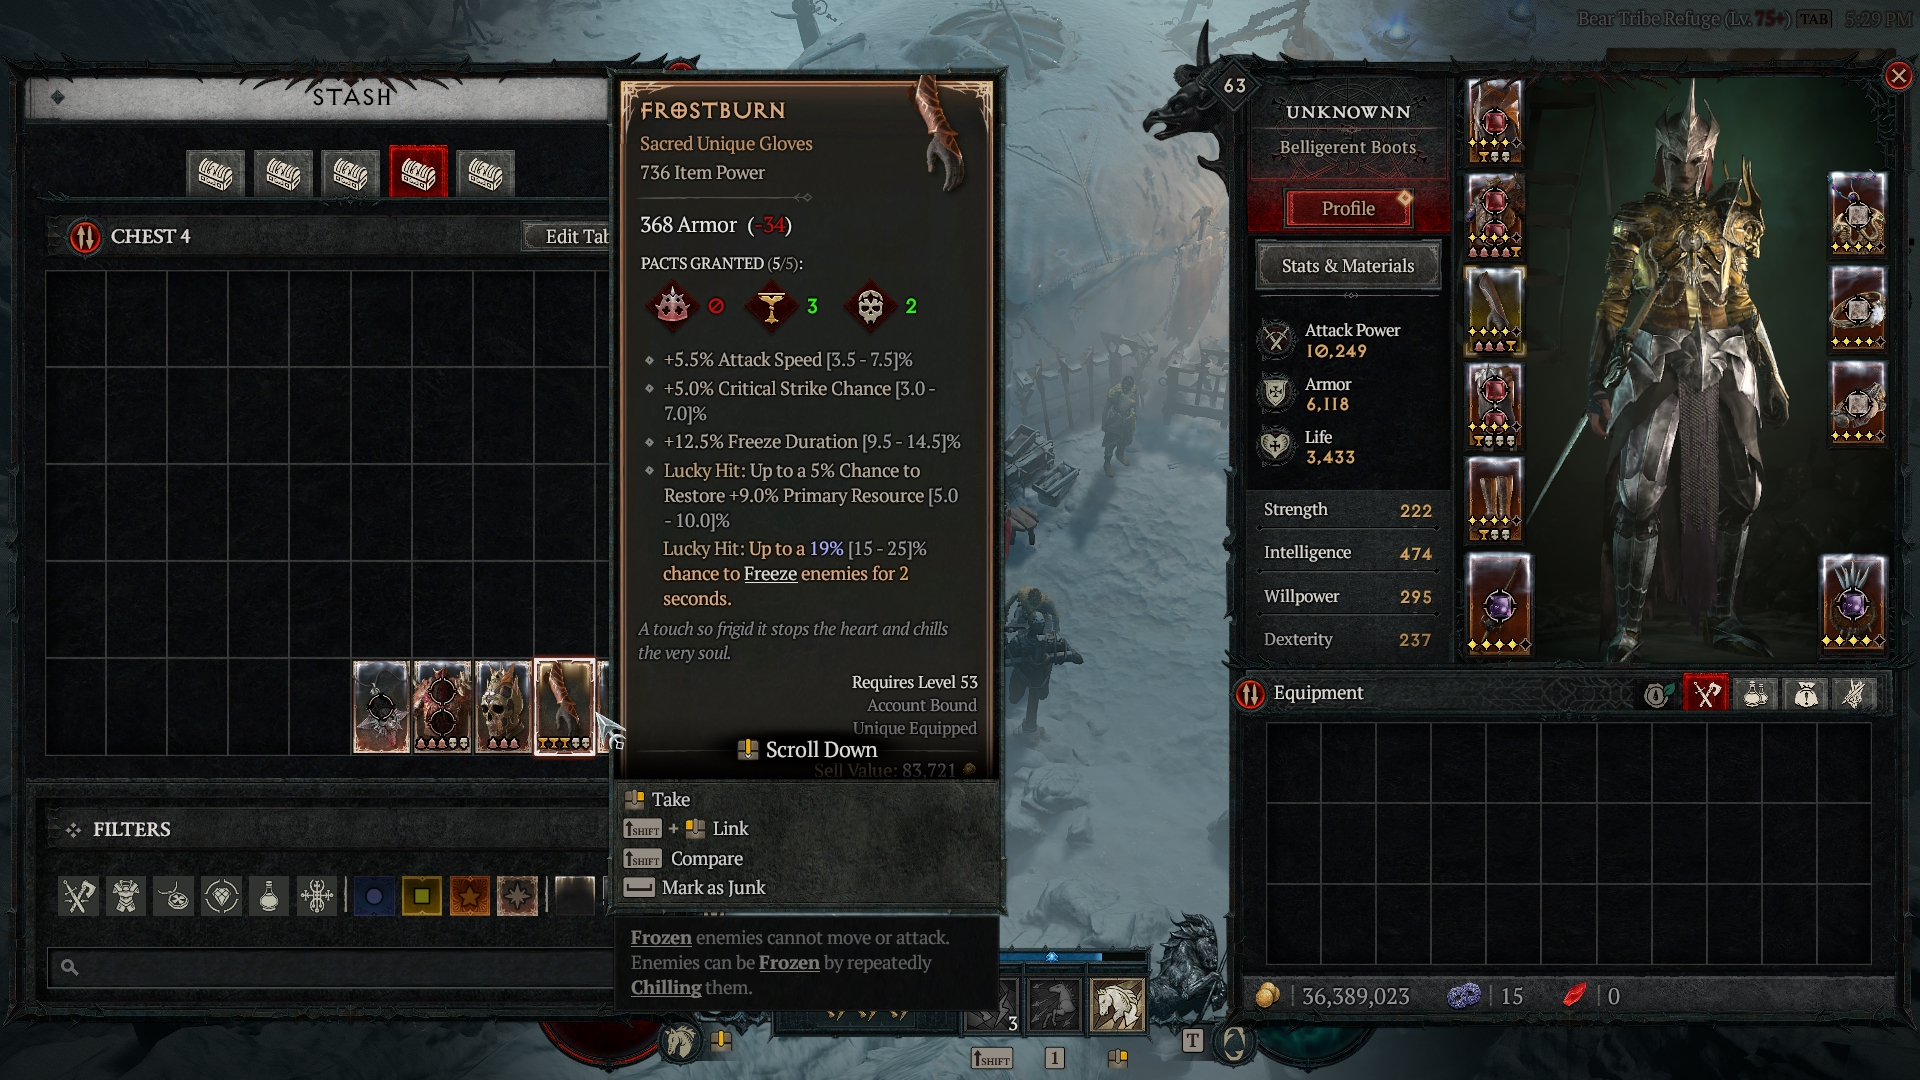 Bear Tribe Refuge (Lv. 75+) TAB 5:29 PM
STASH
CHEST 4
Edit Tab
FROSTBURN
Sacred Unique Gloves
736 Item Power
368 Armor (-34)
PACTS GRANTED (5/5):
3
2
+5.5% Attack Speed [3.5 - 7.5]%
+5.0% Critical Strike Chance [3.0 -
7.0]%
+12.5% Freeze Duration [9.5 - 14.5]%
Lucky Hit: Up to a 5% Chance to
Restore +9.0% Primary Resource [5.0
- 10.0]%
Lucky Hit: Up to a 19% [15 - 25]%
chance to Freeze enemies for 2
seconds.
A touch so frigid it stops the heart and chills
the very soul.
Requires Level 53
Account Bound
Unique Equipped
Scroll Down
Sell Value: 83,721
Take
SHIFT + Link
SHIFT Compare
Mark as Junk
Frozen enemies cannot move or attack.
Enemies can be Frozen by repeatedly
Chilling them.
FILTERS
63
UNKNOWNN
Belligerent Boots
Profile
Stats & Materials
Attack Power
10,249
Armor
6,118
Life
3,433
Strength 222
Intelligence 474
Willpower 295
Dexterity 237
Equipment
36,389,023 15 0
3
SHIFT 1 T